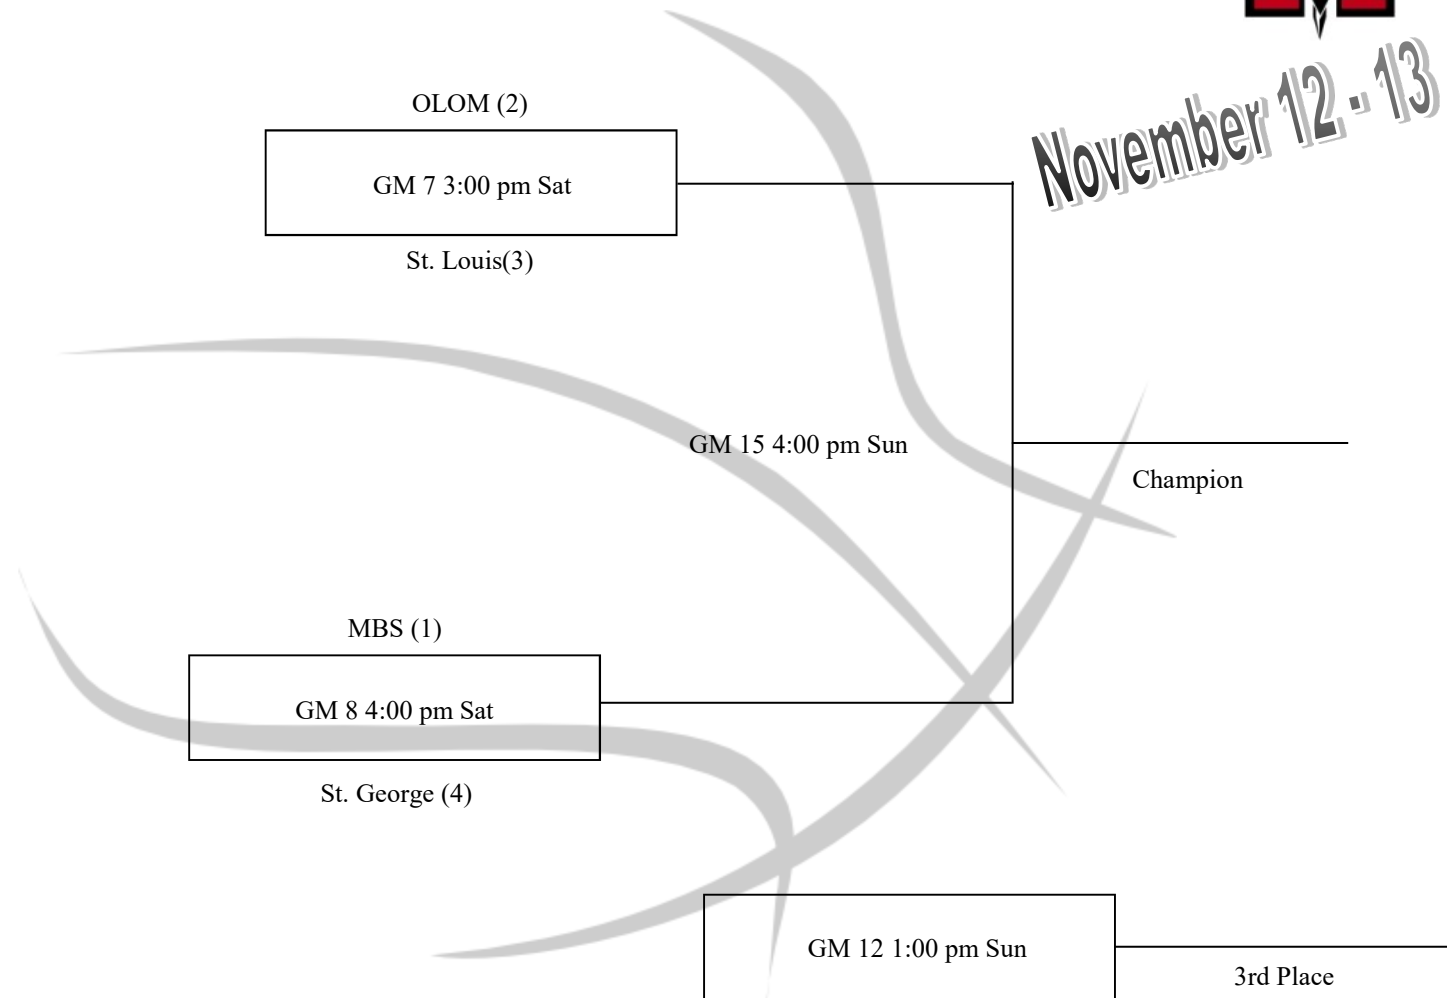 November 12 - 13
OLOM (2)
GM 7 3:00 pm Sat
St. Louis(3)
GM 15 4:00 pm Sun
Champion
MBS (1)
GM 8 4:00 pm Sat
St. George (4)
GM 12 1:00 pm Sun
3rd Place